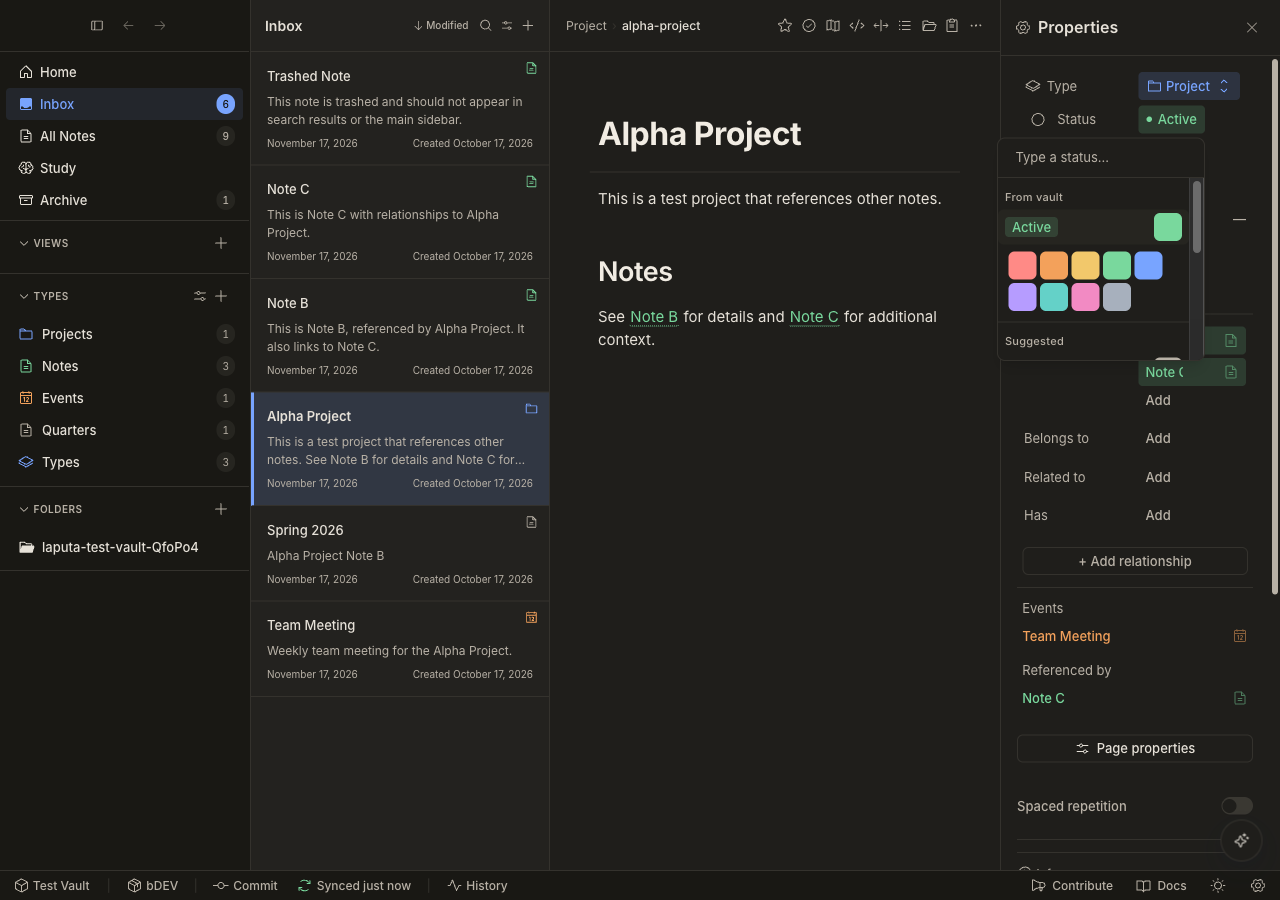 Home
Inbox
6
All Notes
9
Study
Archive
1
VIEWS
TYPES
Projects
1
Notes
3
Events
1
Quarters
1
Types
3
FOLDERS
laputa-test-vault-QfoPo4
Inbox
Modified
Trashed Note
This note is trashed and should not appear in
search results or the main sidebar.
November 17, 2026
Created October 17, 2026
Note C
This is Note C with relationships to Alpha
Project.
November 17, 2026
Created October 17, 2026
Note B
This is Note B, referenced by Alpha Project. It
also links to Note C.
November 17, 2026
Created October 17, 2026
Alpha Project
This is a test project that references other
notes. See Note B for details and Note C for...
November 17, 2026
Created October 17, 2026
Spring 2026
Alpha Project Note B
November 17, 2026
Created October 17, 2026
Team Meeting
Weekly team meeting for the Alpha Project.
November 17, 2026
Created October 17, 2026
Project › alpha-project
Alpha Project
This is a test project that references other notes.
Notes
See Note B for details and Note C for additional
context.
Properties
Type
Project
Status
Active
Type a status...
From vault
Active
Suggested
Note C
Add
Belongs to
Add
Related to
Add
Has
Add
+ Add relationship
Events
Team Meeting
Referenced by
Note C
Page properties
Spaced repetition
Test Vault
bDEV
Commit
Synced just now
History
Contribute
Docs